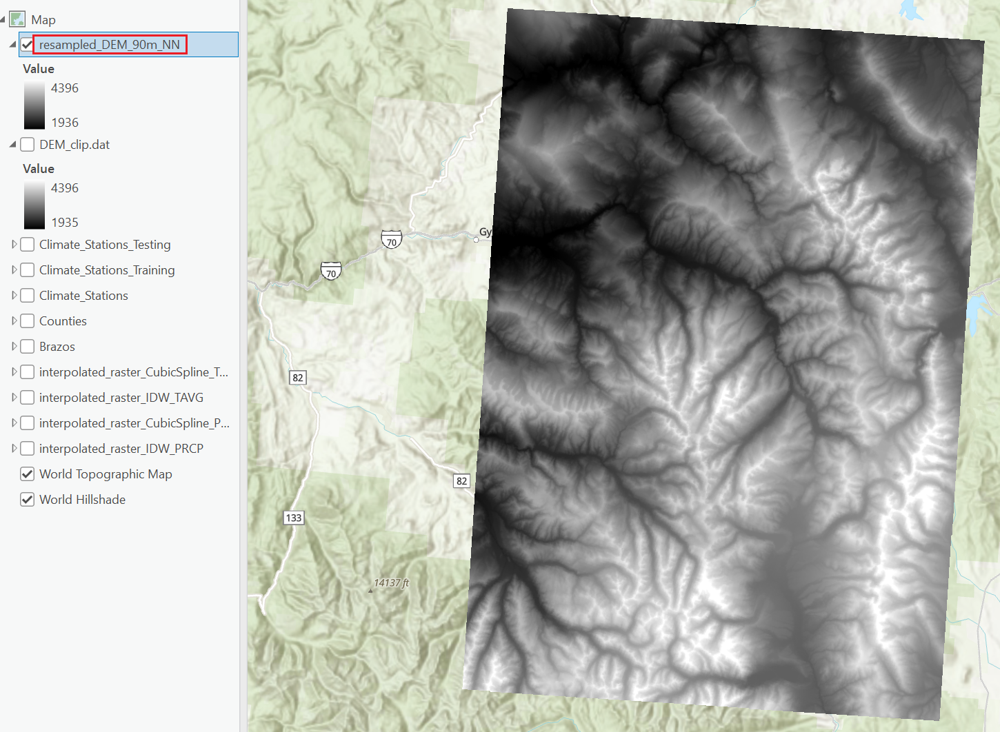 Map
resampled_DEM_90m_NN
Value
4396
1936
DEM_clip.dat
Value
4396
1935
Climate_Stations_Testing
Climate_Stations_Training
Climate_Stations
Counties
Brazos
interpolated_raster_CubicSpline_T...
interpolated_raster_IDW_TAVG
interpolated_raster_CubicSpline_P...
interpolated_raster_IDW_PRCP
World Topographic Map
World Hillshade
Gy
70
70
82
82
133
14137 ft